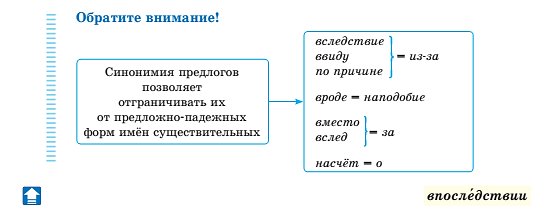 Обратите внимание!
Синонимия предлогов
позволяет
отграничивать их
от предложно-падежных
форм имён существительных
вследствие
ввиду
по причине
= из-за
вроде = наподобие
вместо
вслед
= за
насчёт = о
впосле́дствии